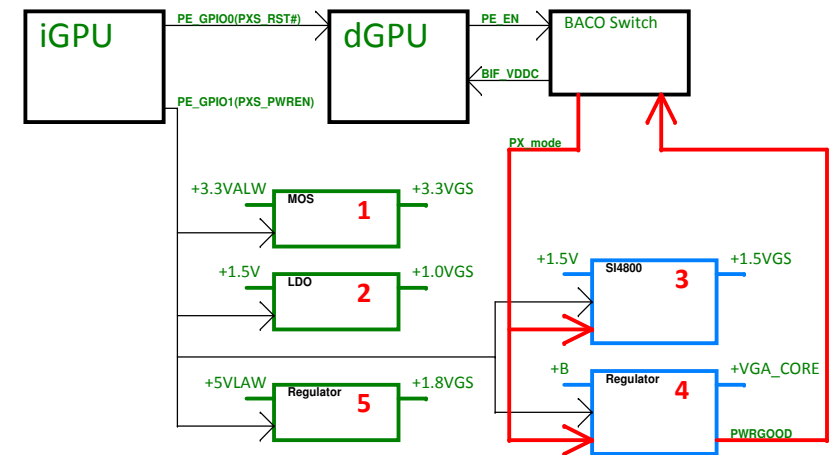 iGPU
PE_GPIO0(PXS_RST#)
dGPU
PE_EN
BACO Switch
BIF_VDDC
PE_GPIO1(PXS_PWREN)
PX_mode
+3.3VALW
MOS
1
+3.3VGS
+1.5V
LDO
2
+1.0VGS
+1.5V
SI4800
3
+1.5VGS
+5VLAW
Regulator
5
+1.8VGS
+B
Regulator
4
+VGA_CORE
PWRGOOD